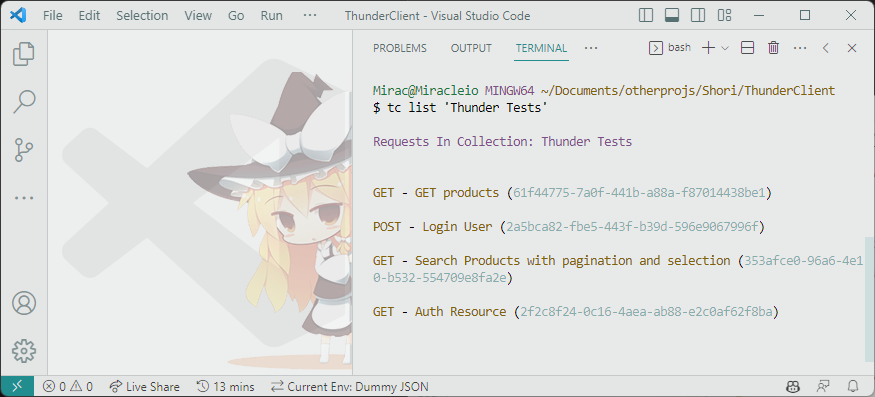 File Edit Selection View Go Run ··· ThunderClient - Visual Studio Code
PROBLEMS OUTPUT TERMINAL ··· bash
Mirac@Miracleio MINGW64 ~/Documents/otherprojs/Shori/ThunderClient
$ tc list 'Thunder Tests'
Requests In Collection: Thunder Tests
GET - GET products (61f44775-7a0f-441b-a88a-f87014438be1)
POST - Login User (2a5bca82-fbe5-443f-b39d-596e9067996f)
GET - Search Products with pagination and selection (353afce0-96a6-4e1
0-b532-554709e8fa2e)
GET - Auth Resource (2f2c8f24-0c16-4aea-ab88-e2c0af62f8ba)
0 0 Live Share 13 mins Current Env: Dummy JSON